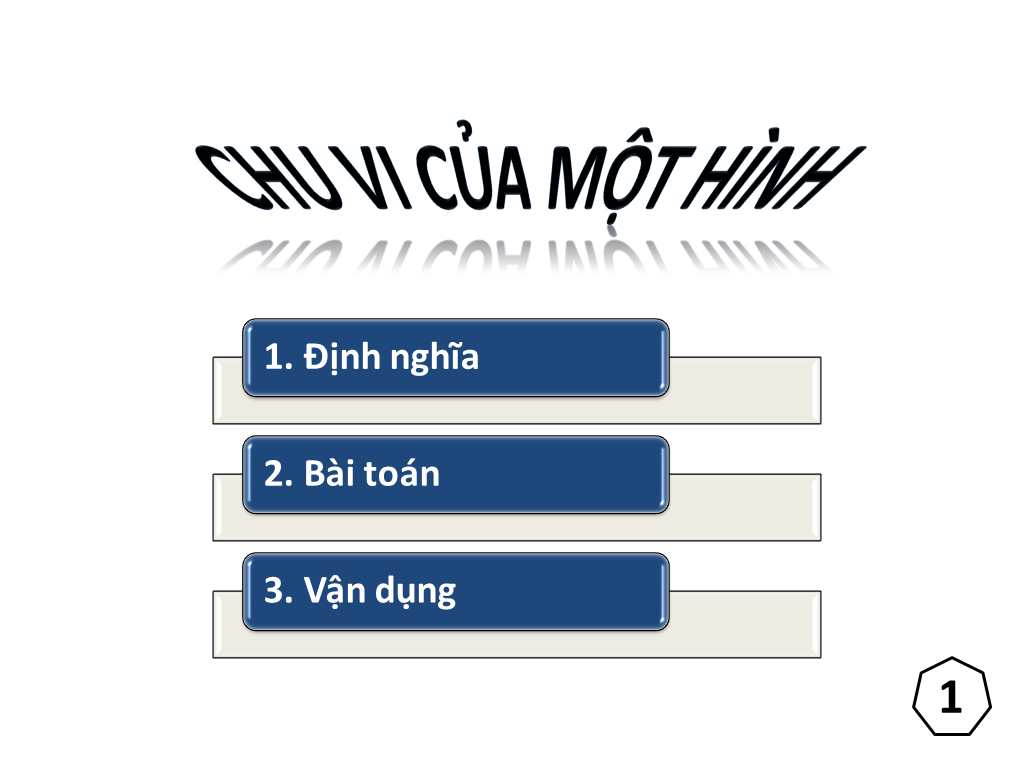 CHU VI CỦA MỘT HÌNH
1. Định nghĩa
2. Bài toán
3. Vận dụng
1